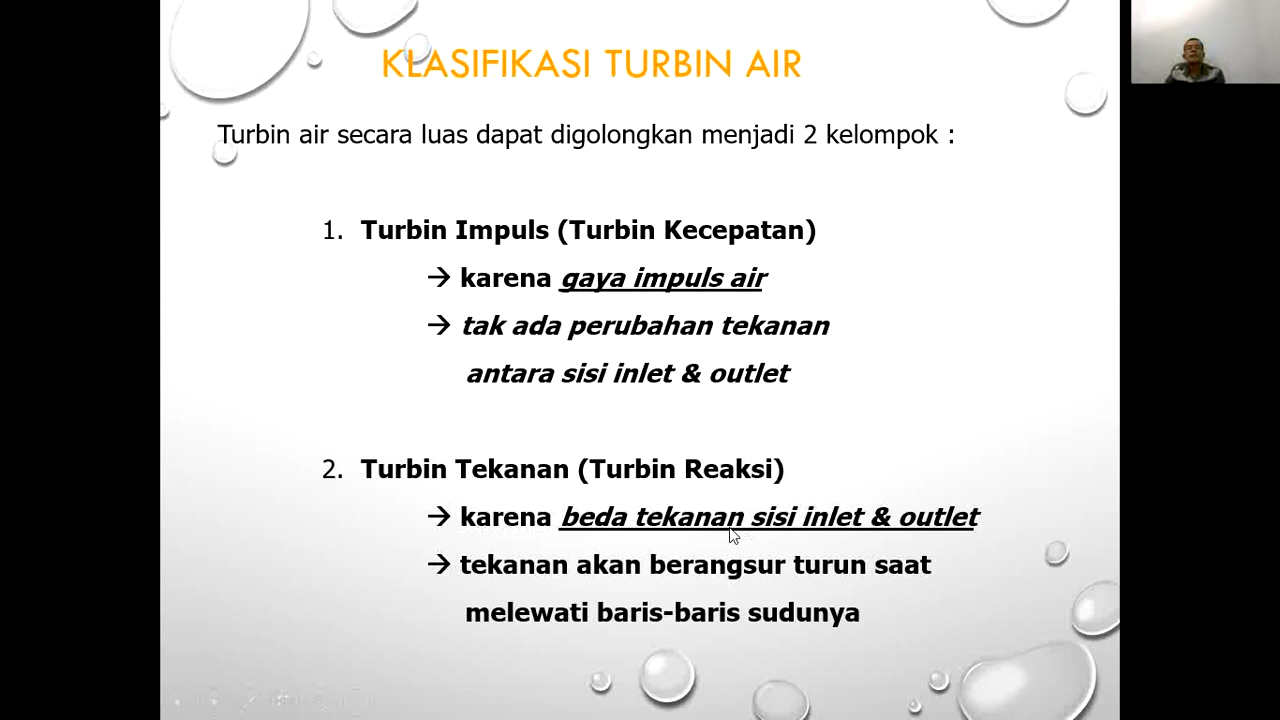 KLASIFIKASI TURBIN AIR
Turbin air secara luas dapat digolongkan menjadi 2 kelompok :
1. Turbin Impuls (Turbin Kecepatan)
→ karena gaya impuls air
→ tak ada perubahan tekanan
antara sisi inlet & outlet
2. Turbin Tekanan (Turbin Reaksi)
→ karena beda tekanan sisi inlet & outlet
→ tekanan akan berangsur turun saat
melewati baris-baris sudunya